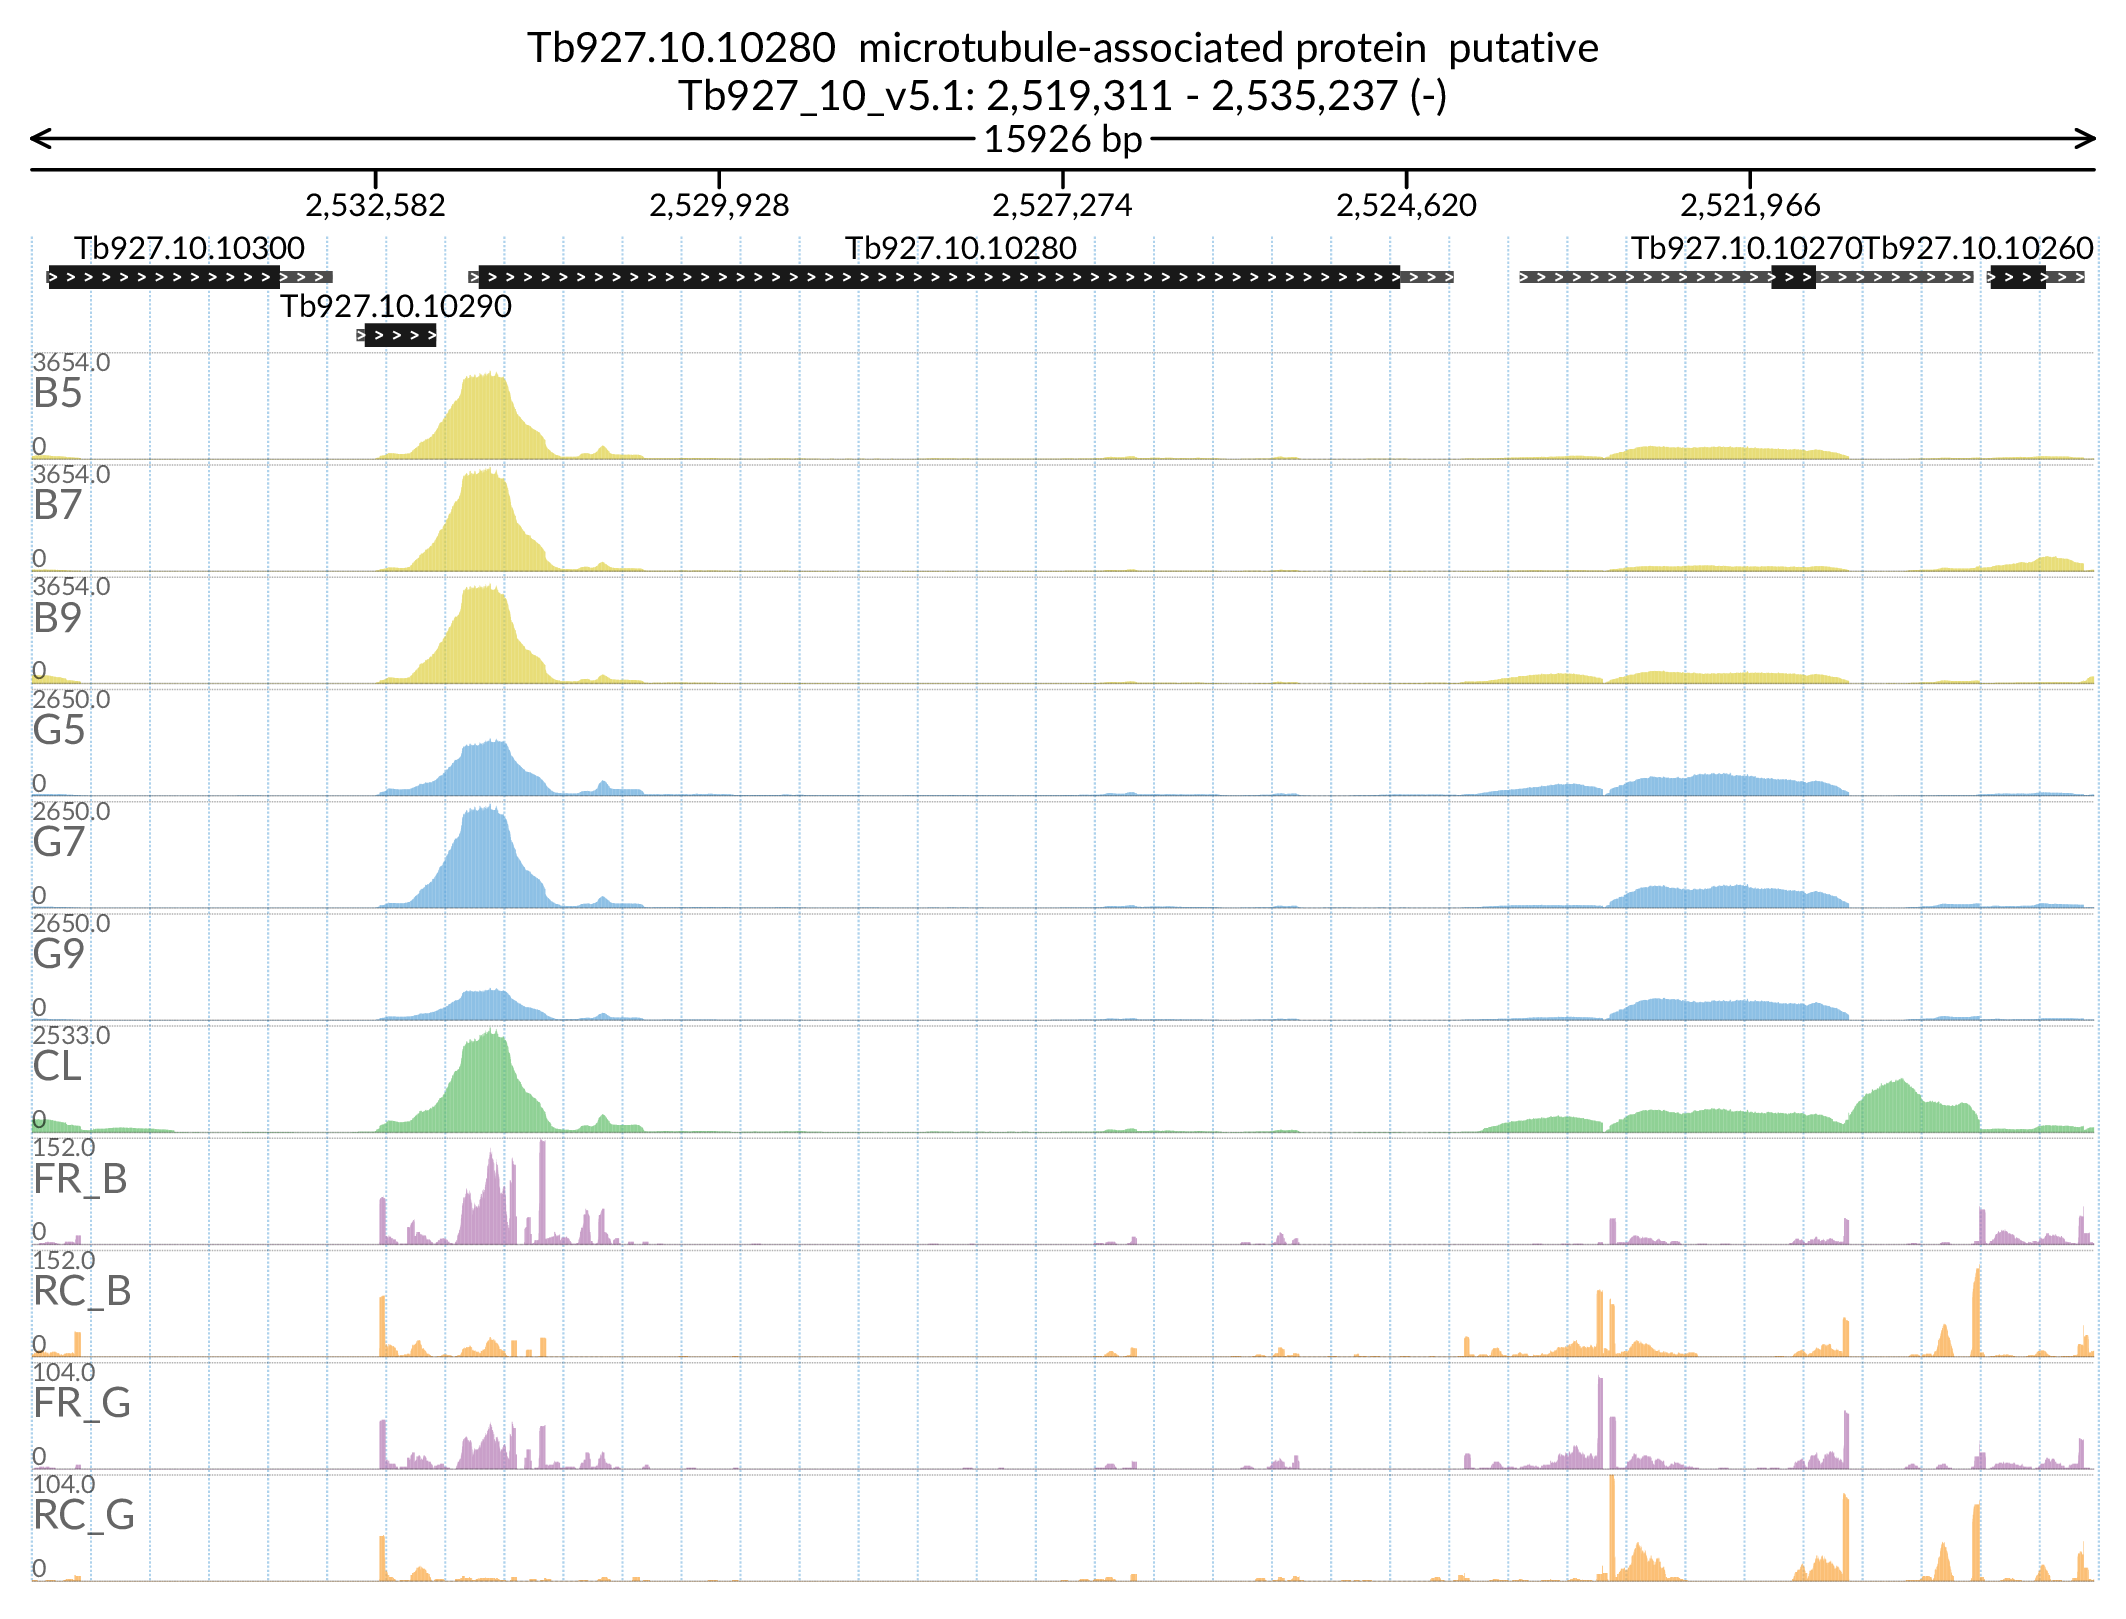 Tb927.10.10280  microtubule-associated protein  putative
Tb927_10_v5.1: 2,519,311 - 2,535,237 (-)
15926 bp
2,532,582 2,529,928 2,527,274 2,524,620 2,521,966
Tb927.10.10300 Tb927.10.10280 Tb927.10.10270 Tb927.10.10260
Tb927.10.10290
3654.0
B5
0
3654.0
B7
0
3654.0
B9
0
2650.0
G5
0
2650.0
G7
0
2650.0
G9
0
2533.0
CL
0
152.0
FR_B
0
152.0
RC_B
0
104.0
FR_G
0
104.0
RC_G
0